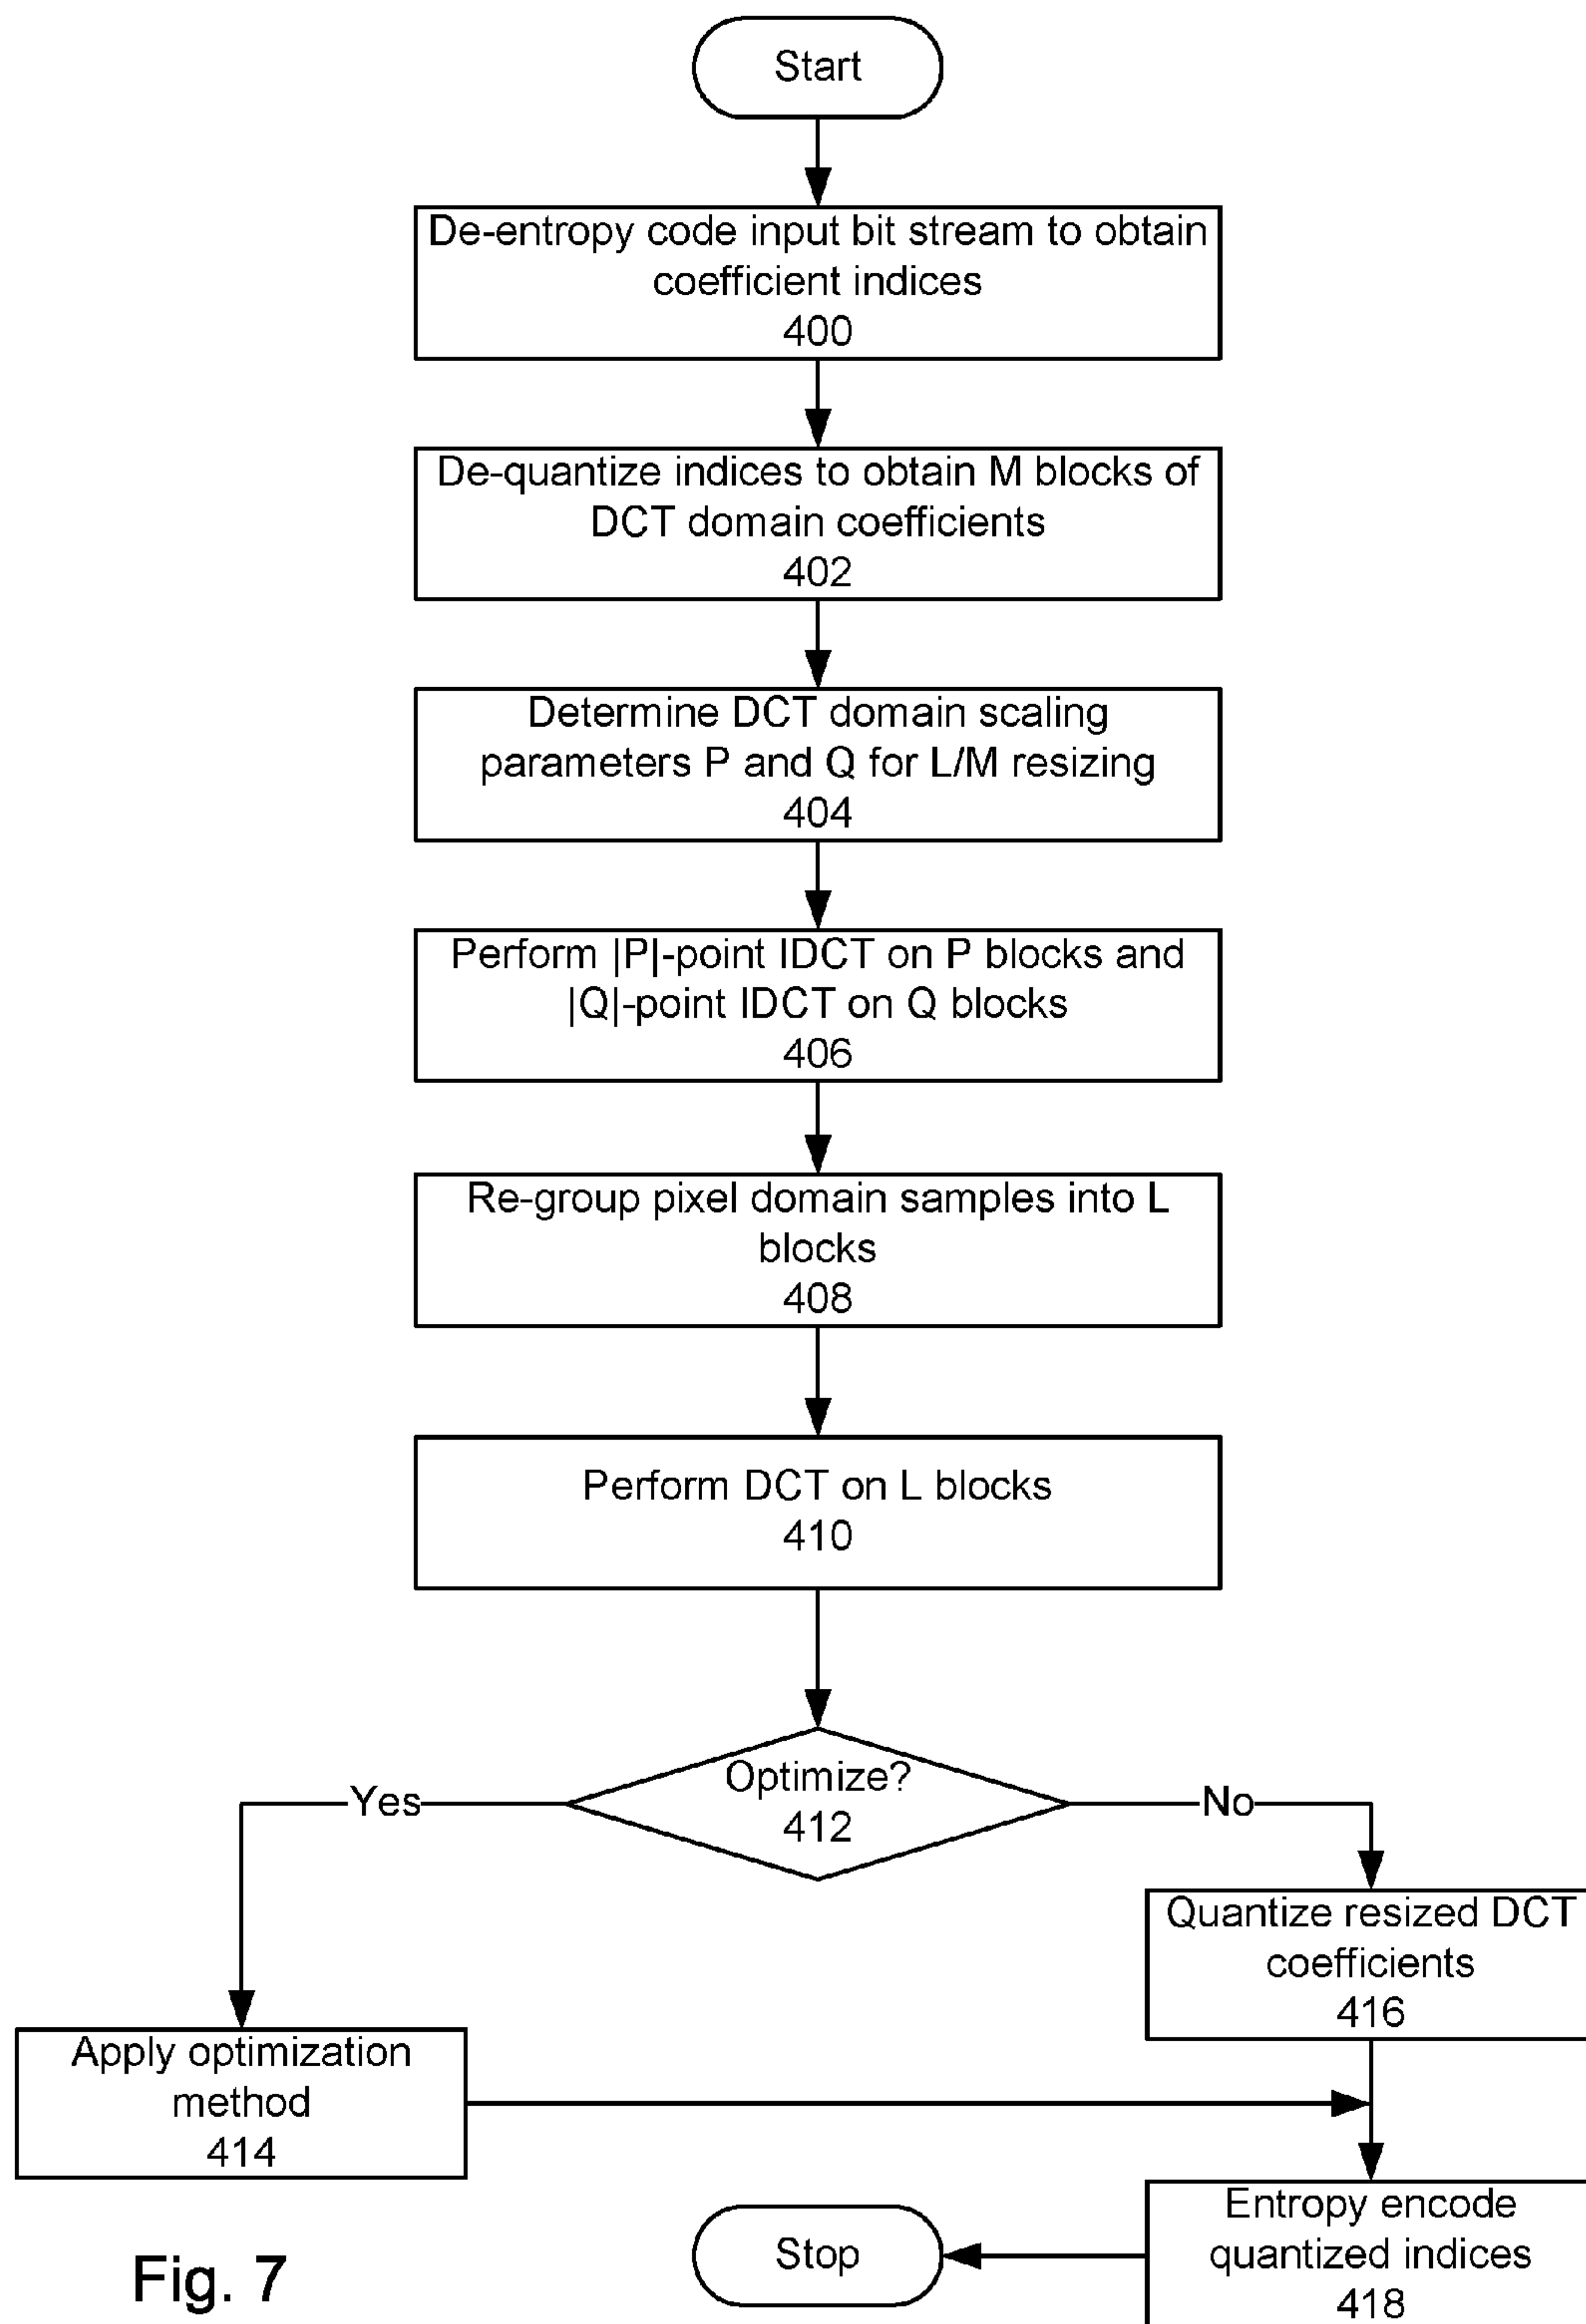 Start
De-entropy code input bit stream to obtain
coefficient indices
400
De-quantize indices to obtain M blocks of
DCT domain coefficients
402
Determine DCT domain scaling
parameters P and Q for L/M resizing
404
Perform |P|-point IDCT on P blocks and
|Q|-point IDCT on Q blocks
406
Re-group pixel domain samples into L
blocks
408
Perform DCT on L blocks
410
Optimize?
412
Yes
No
Quantize resized DCT
coefficients
416
Apply optimization
method
414
Entropy encode
quantized indices
418
Stop
Fig. 7